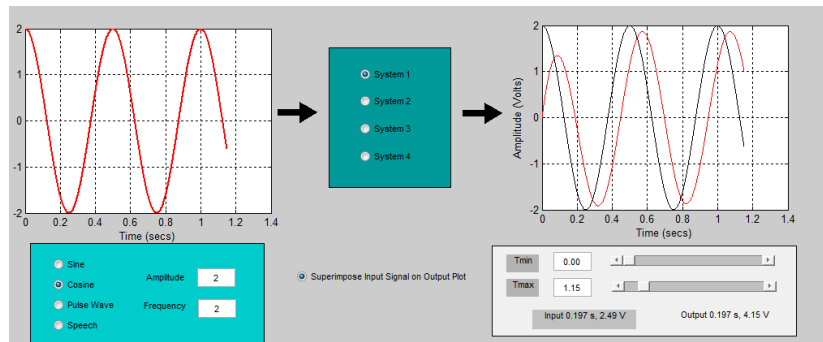 2
1
0
-1
-2
0 0.2 0.4 0.6 0.8 1 1.2 1.4
Time (secs)
System 1
System 2
System 3
System 4
Amplitude (Volts)
2
1
0
-1
-2
0 0.2 0.4 0.6 0.8 1 1.2 1.4
Time (secs)
Sine
Cosine
Pulse Wave
Speech
Amplitude 2
Frequency 2
Superimpose Input Signal on Output Plot
Tmin 0.00
Tmax 1.15
Input 0.197 s, 2.49 V Output 0.197 s, 4.15 V